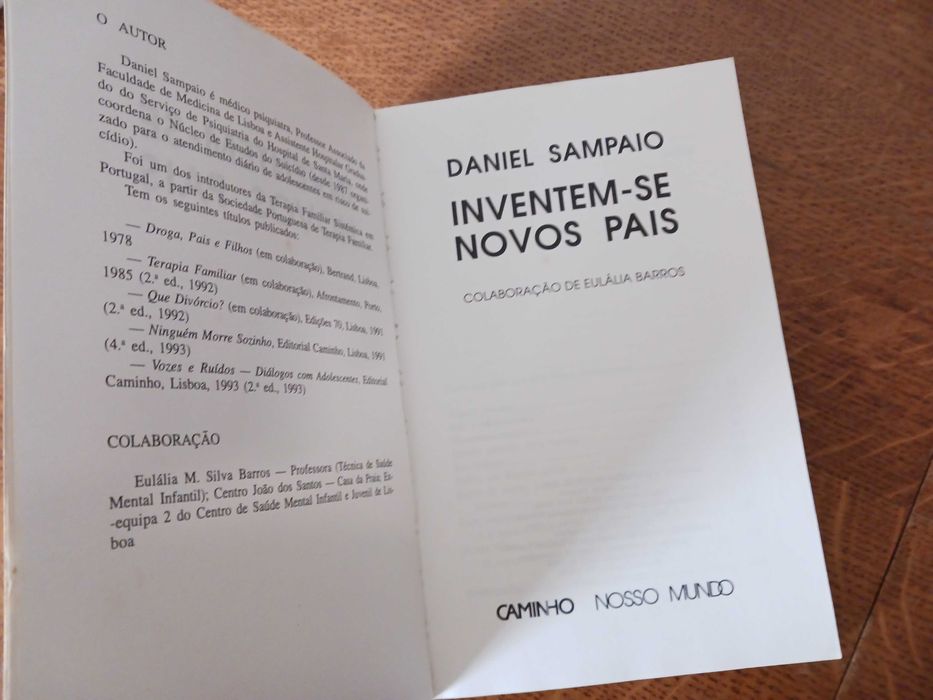 O AUTOR
Daniel Sampaio é médico psiquiatra, Professor Associado da
Faculdade de Medicina de Lisboa e Assistente Hospitalar Gradua-
do do Serviço de Psiquiatria do Hospital de Santa Maria, onde
coordena o Núcleo de Estudos do Suicídio (desde 1987 organi-
zado para o atendimento diário de adolescentes em risco de sui-
cídio).
Foi um dos introdutores da Terapia Familiar Sistémica em
Portugal, a partir da Sociedade Portuguesa de Terapia Familiar.
Tem os seguintes títulos publicados:
— Droga, Pais e Filhos (em colaboração), Bertrand, Lisboa,
1978
— Terapia Familiar (em colaboração), Afrontamento, Porto,
1985 (2.ª ed., 1992)
— Que Divórcio? (em colaboração), Edições 70, Lisboa, 1991
(2.ª ed., 1992)
— Ninguém Morre Sozinho, Editorial Caminho, Lisboa, 1991
(4.ª ed., 1993)
— Vozes e Ruídos — Diálogos com Adolescentes, Editorial
Caminho, Lisboa, 1993 (2.ª ed., 1993)
COLABORAÇÃO
Eulália M. Silva Barros — Professora (Técnica de Saúde
Mental Infantil); Centro João dos Santos — Casa da Praia; Ex-
-equipa 2 do Centro de Saúde Mental Infantil e Juvenil de Lis-
boa
DANIEL SAMPAIO
INVENTEM-SE
NOVOS PAIS
COLABORAÇÃO DE EULÁLIA BARROS
CAMINHO NOSSO MUNDO